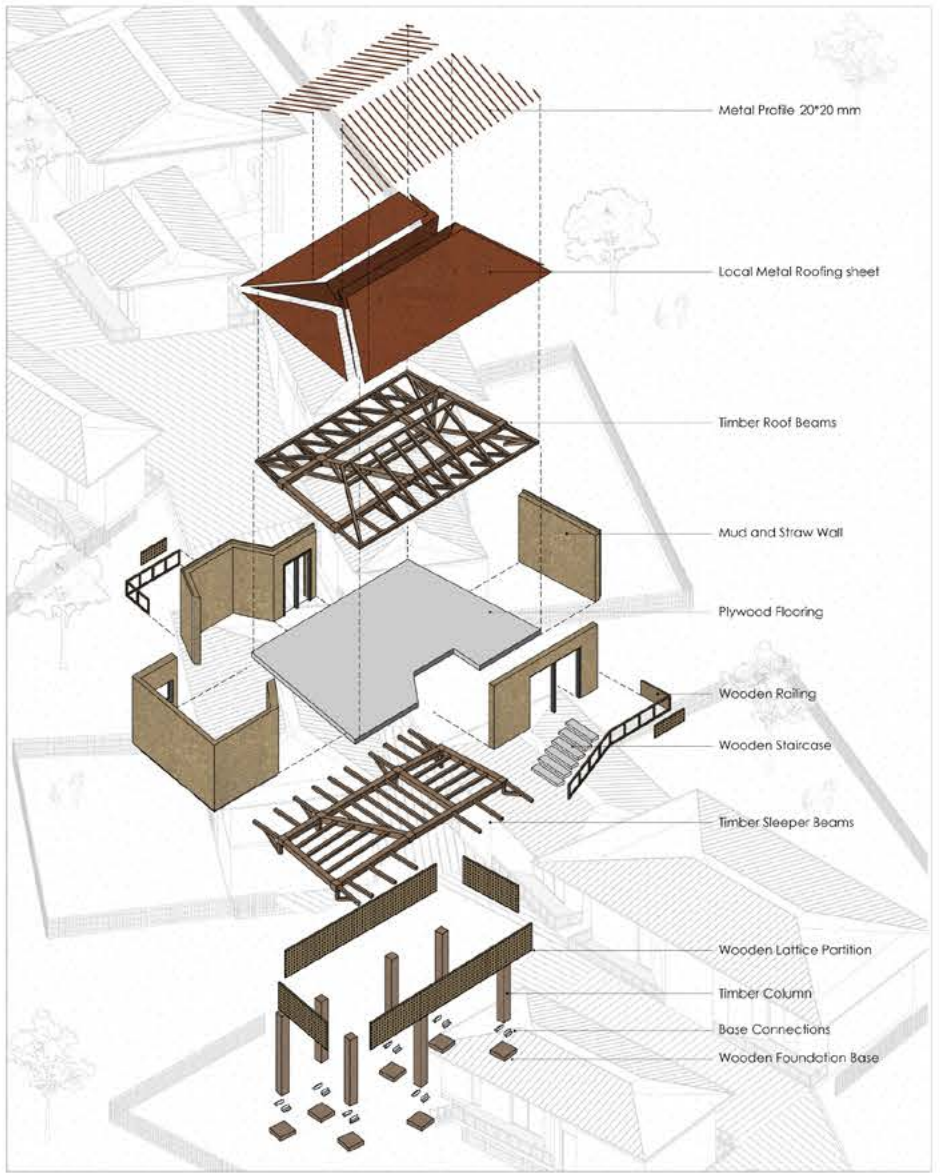 Metal Profile 20*20 mm
Local Metal Roofing sheet
Timber Roof Beams
Mud and Straw Wall
Plywood Flooring
Wooden Railing
Wooden Staircase
Timber Sleeper Beams
Wooden Lattice Partition
Timber Column
Base Connections
Wooden Foundation Base